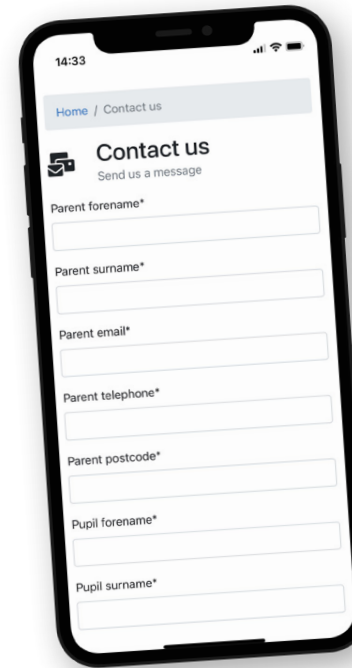 14:33
Home / Contact us
Contact us
Send us a message
Parent forename*
Parent surname*
Parent email*
Parent telephone*
Parent postcode*
Pupil forename*
Pupil surname*